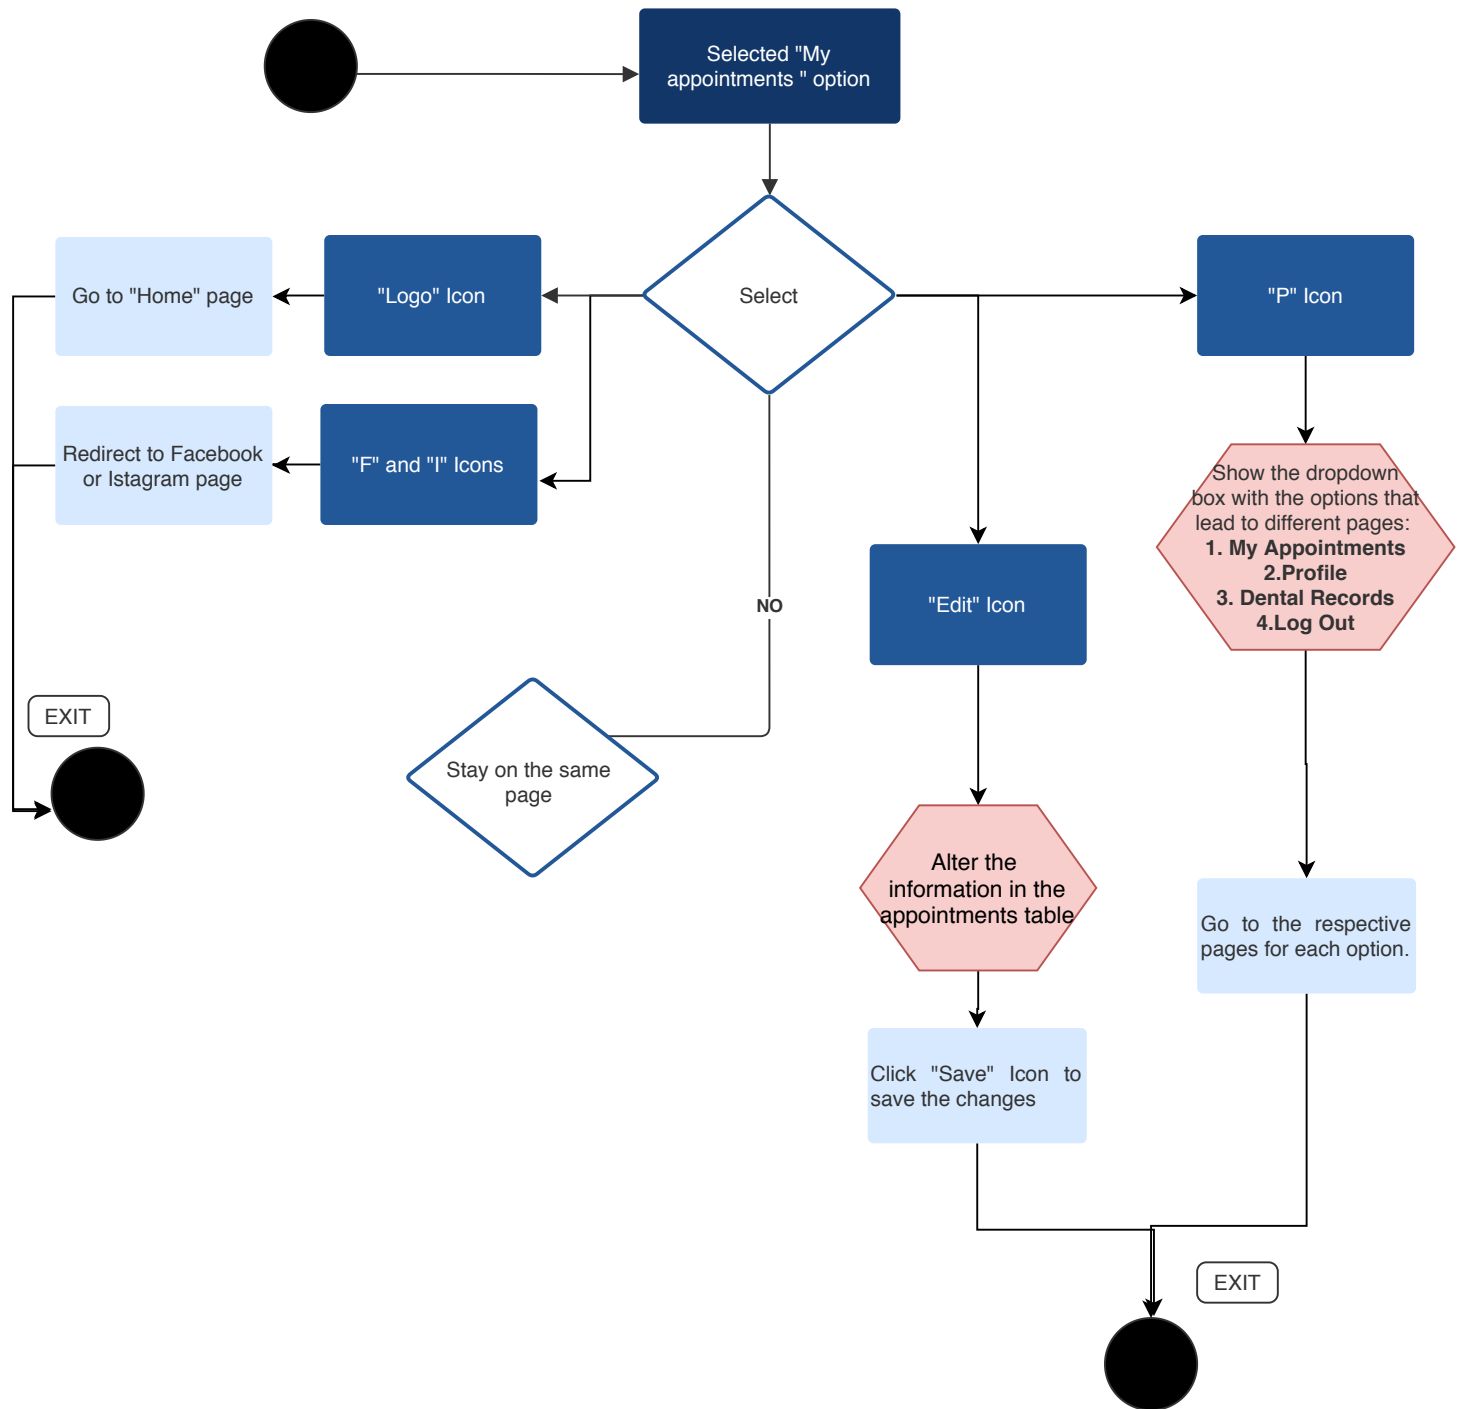 Selected "My
appointments " option
Go to "Home" page
"Logo" Icon
Select
"P" Icon
Redirect to Facebook
or Istagram page
"F" and "I" Icons
Show the dropdown
box with the options that
lead to different pages:
1. My Appointments
2.Profile
3. Dental Records
4.Log Out
"Edit" Icon
NO
EXIT
Stay on the same
page
Alter the
information in the
appointments table
Go to the respective
pages for each option.
Click "Save" Icon to
save the changes
EXIT